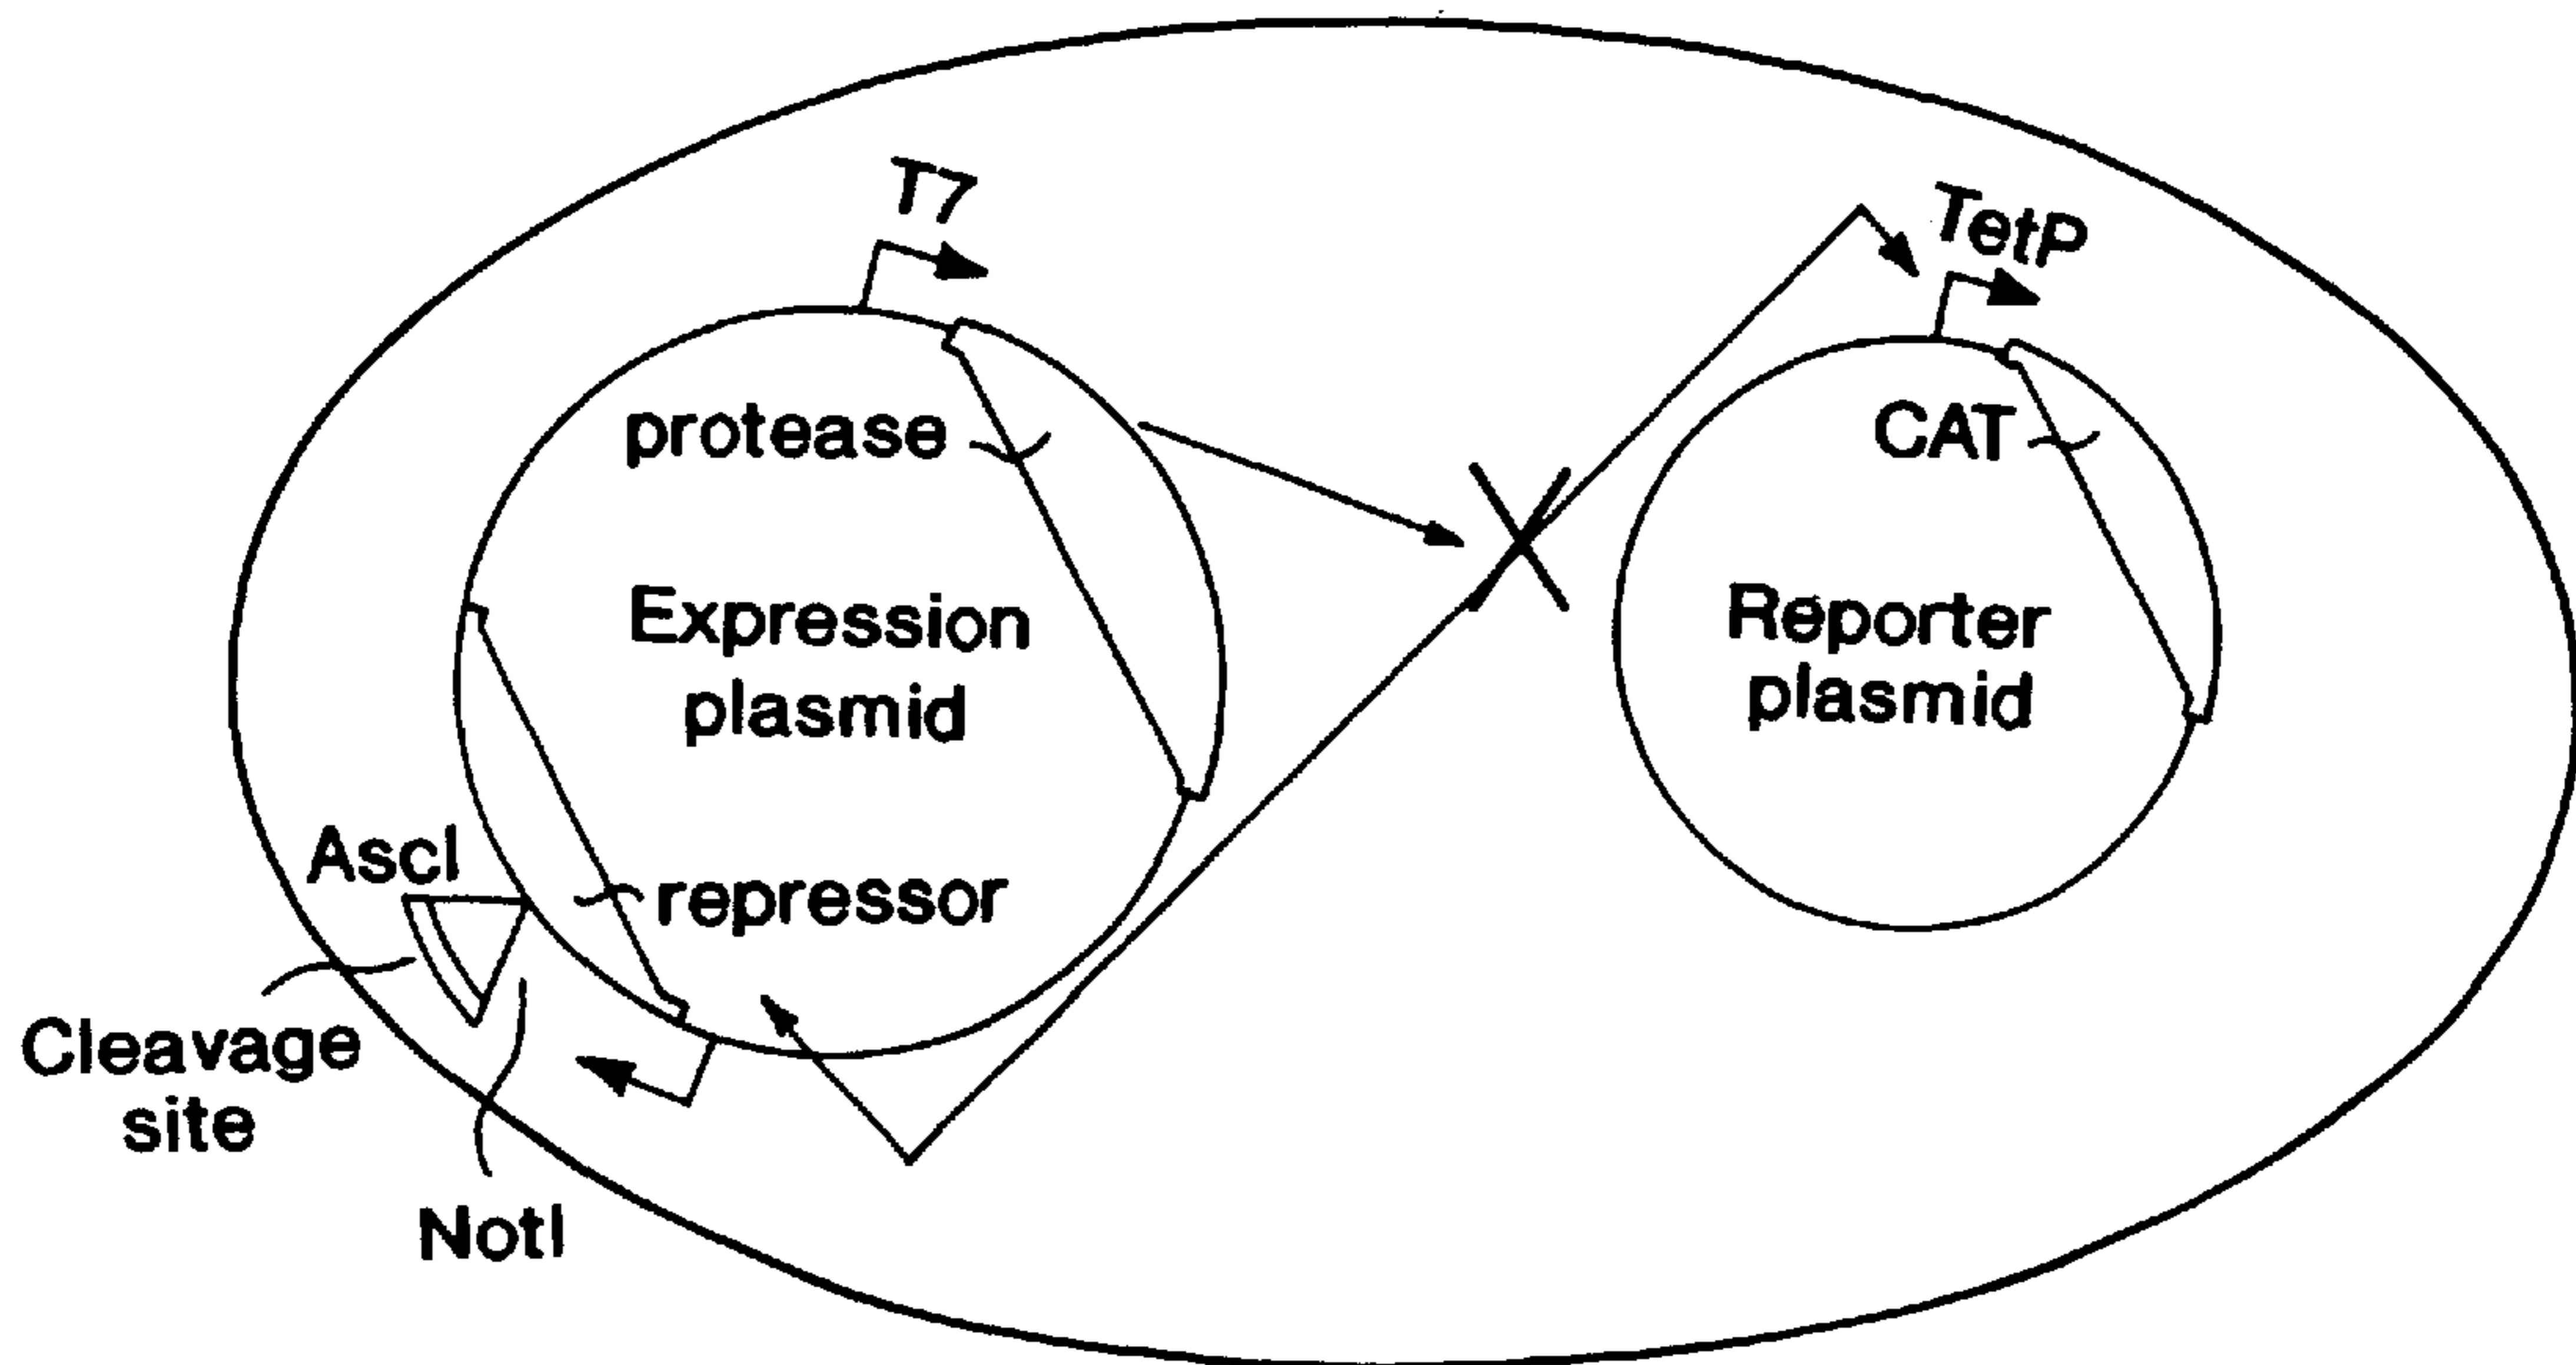 T7
TetP
protease
CAT
Expression
plasmid
Reporter
plasmid
AscI
repressor
Cleavage
site
NotI